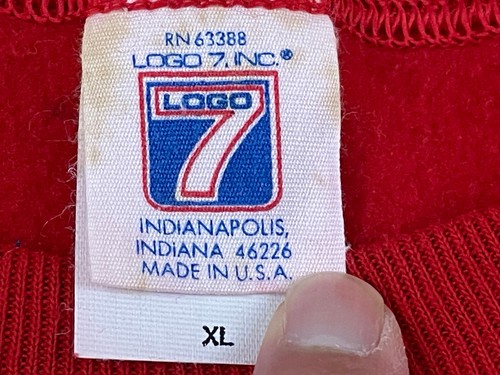 RN 63388
LOGO 7, INC.®
LOGO
7
INDIANAPOLIS,
INDIANA 46226
MADE IN U.S.A.
XL